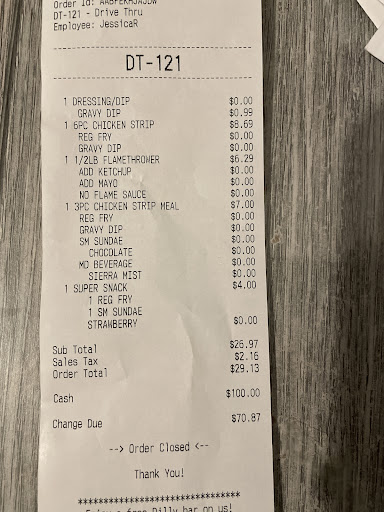 Order Id:
DT-121 - Drive Thru
Employee: JessicaR
DT-121
1 DRESSING/DIP $0.00
GRAVY DIP $0.99
1 6PC CHICKEN STRIP $8.69
REG FRY $0.00
GRAVY DIP $0.00
1 1/2LB FLAMETHROWER $6.29
ADD KETCHUP $0.00
ADD MAYO $0.00
NO FLAME SAUCE $0.00
1 3PC CHICKEN STRIP MEAL $7.00
REG FRY $0.00
GRAVY DIP $0.00
SM SUNDAE $0.00
CHOCOLATE $0.00
MD BEVERAGE $0.00
SIERRA MIST $0.00
1 SUPER SNACK $4.00
1 REG FRY
1 SM SUNDAE
STRAWBERRY $0.00
Sub Total $26.97
Sales Tax $2.16
Order Total $29.13
Cash $100.00
Change Due $70.87
--> Order Closed <--
Thank You!
********************************
Enjoy a free Dilly bar on us!